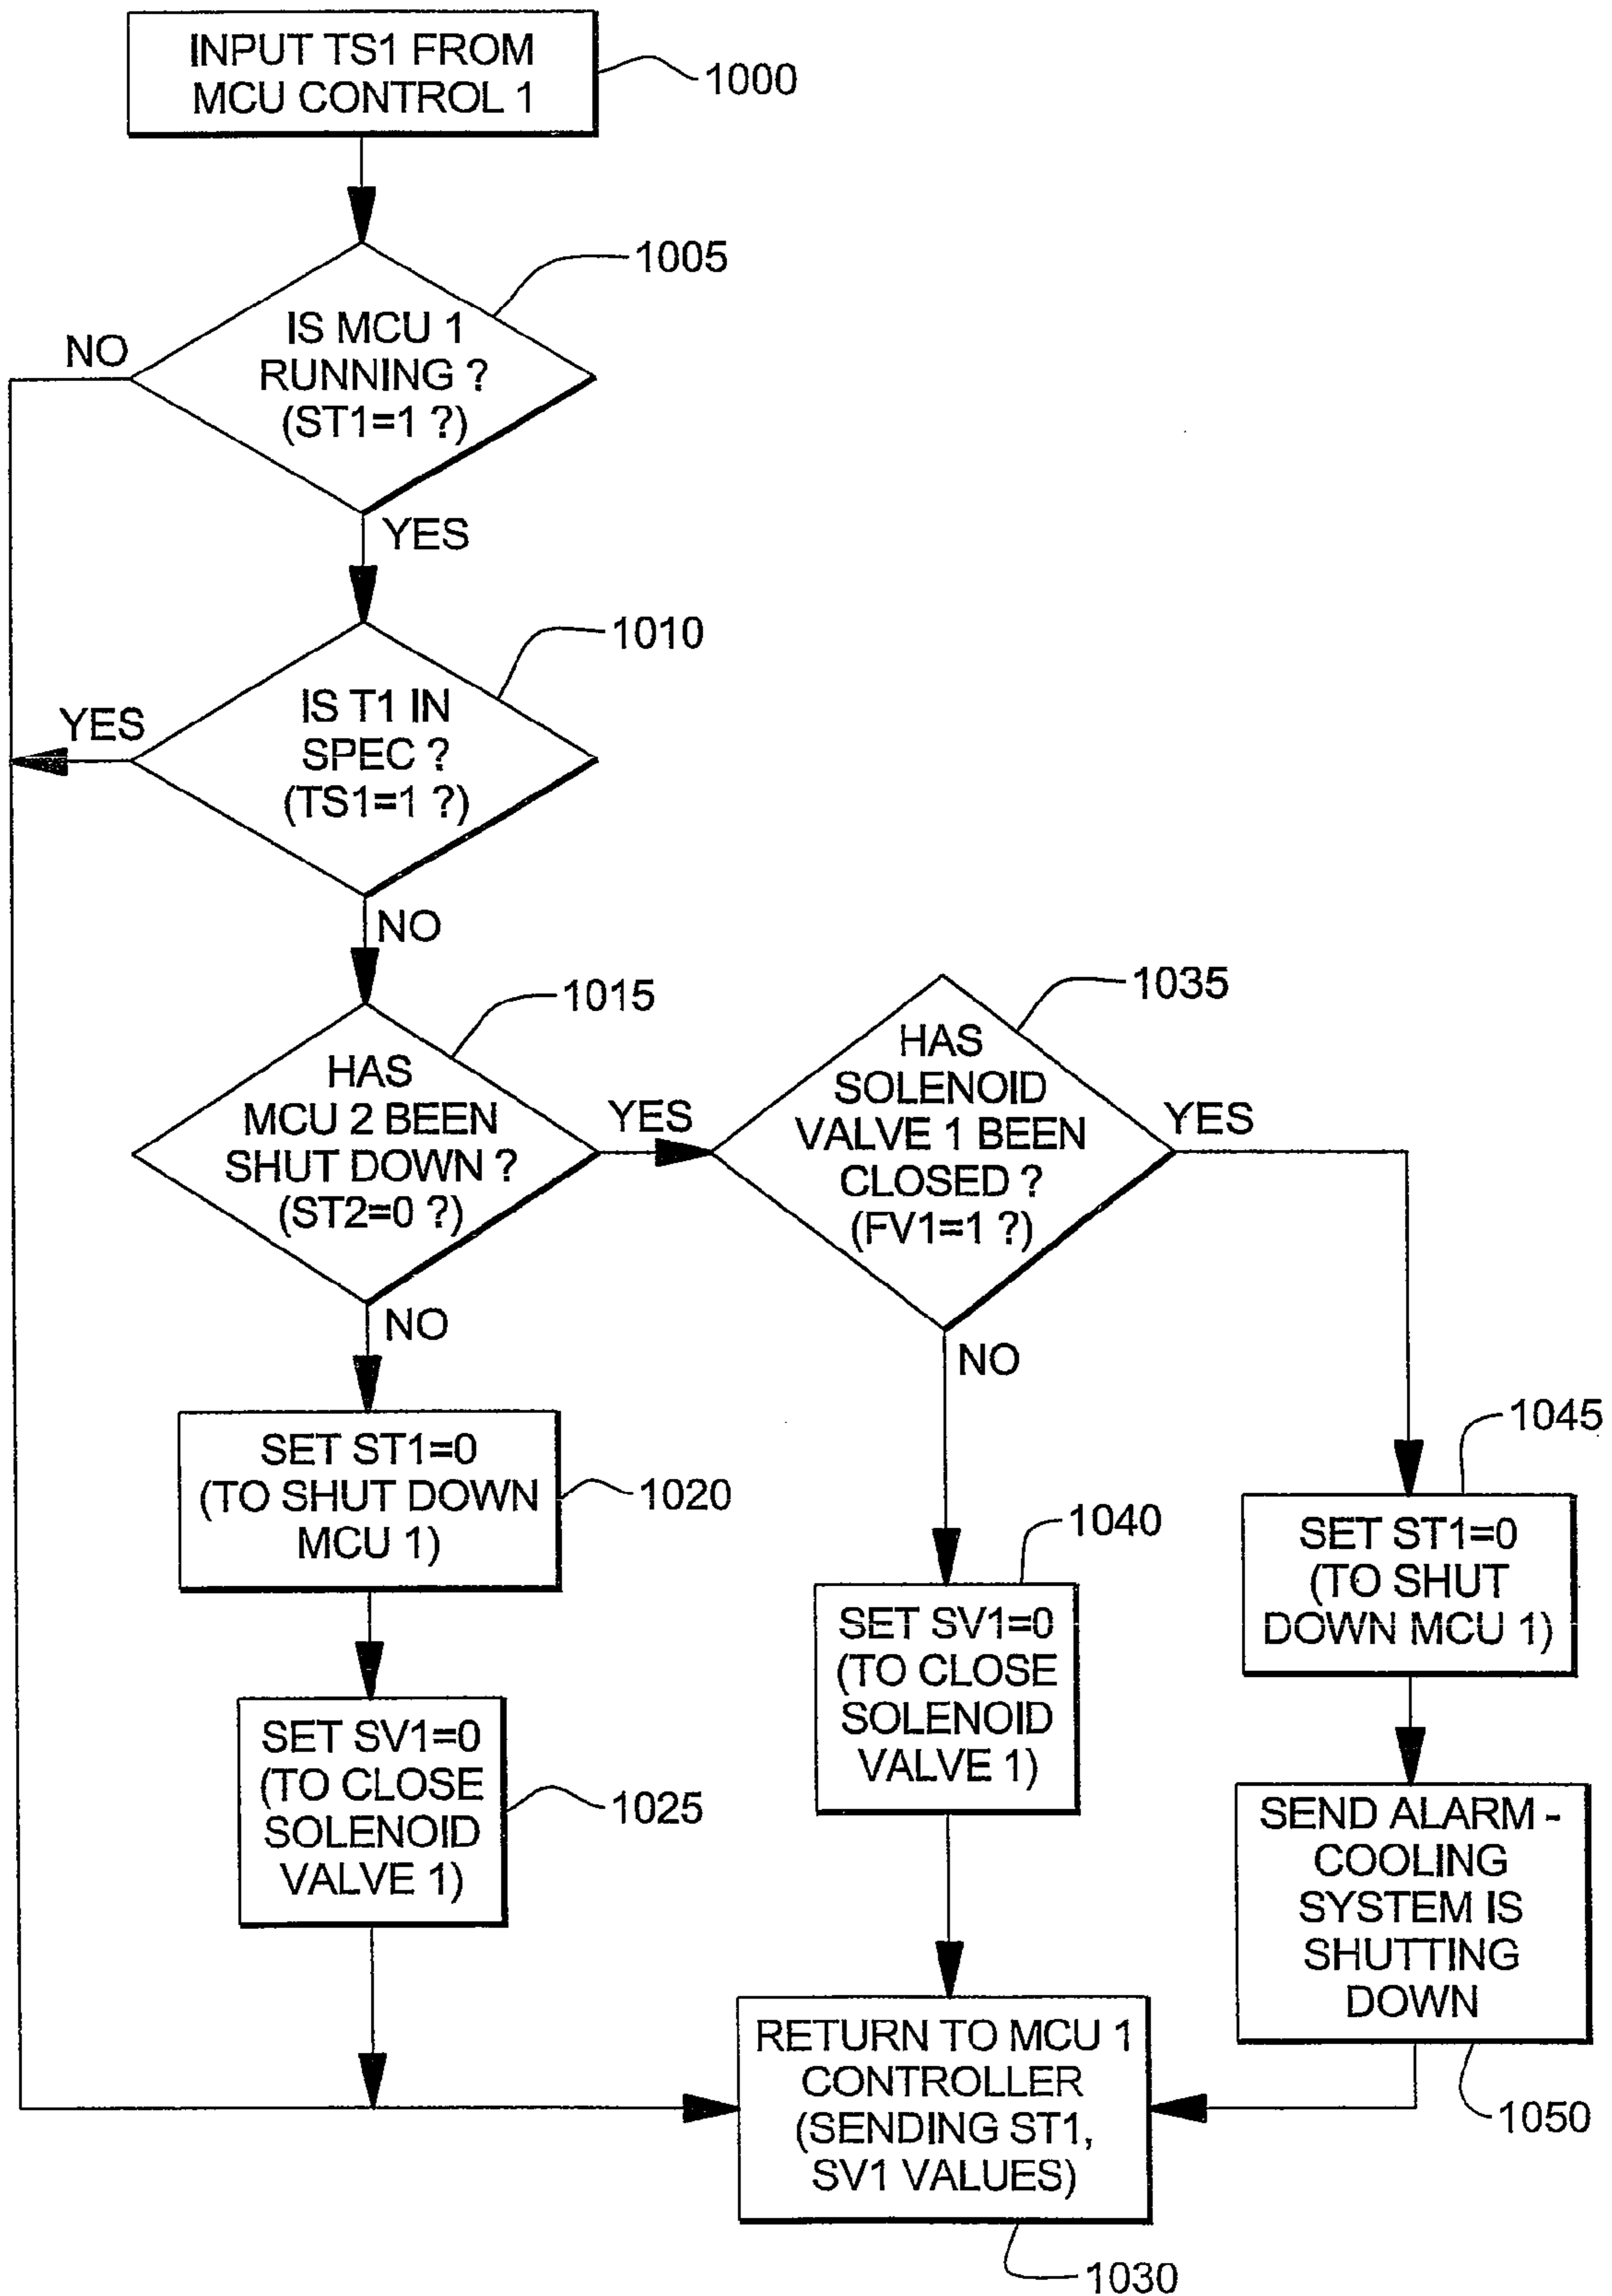 INPUT TS1 FROM
MCU CONTROL 1
1000
IS MCU 1
RUNNING ?
(ST1=1 ?)
1005
NO
YES
IS T1 IN
SPEC ?
(TS1=1 ?)
1010
YES
NO
HAS
MCU 2 BEEN
SHUT DOWN ?
(ST2=0 ?)
1015
YES
NO
HAS
SOLENOID
VALVE 1 BEEN
CLOSED ?
(FV1=1 ?)
1035
YES
NO
SET ST1=0
(TO SHUT DOWN
MCU 1)
1020
SET SV1=0
(TO CLOSE
SOLENOID
VALVE 1)
1025
SET SV1=0
(TO CLOSE
SOLENOID
VALVE 1)
1040
SET ST1=0
(TO SHUT
DOWN MCU 1)
1045
SEND ALARM -
COOLING
SYSTEM IS
SHUTTING
DOWN
1050
RETURN TO MCU 1
CONTROLLER
(SENDING ST1,
SV1 VALUES)
1030